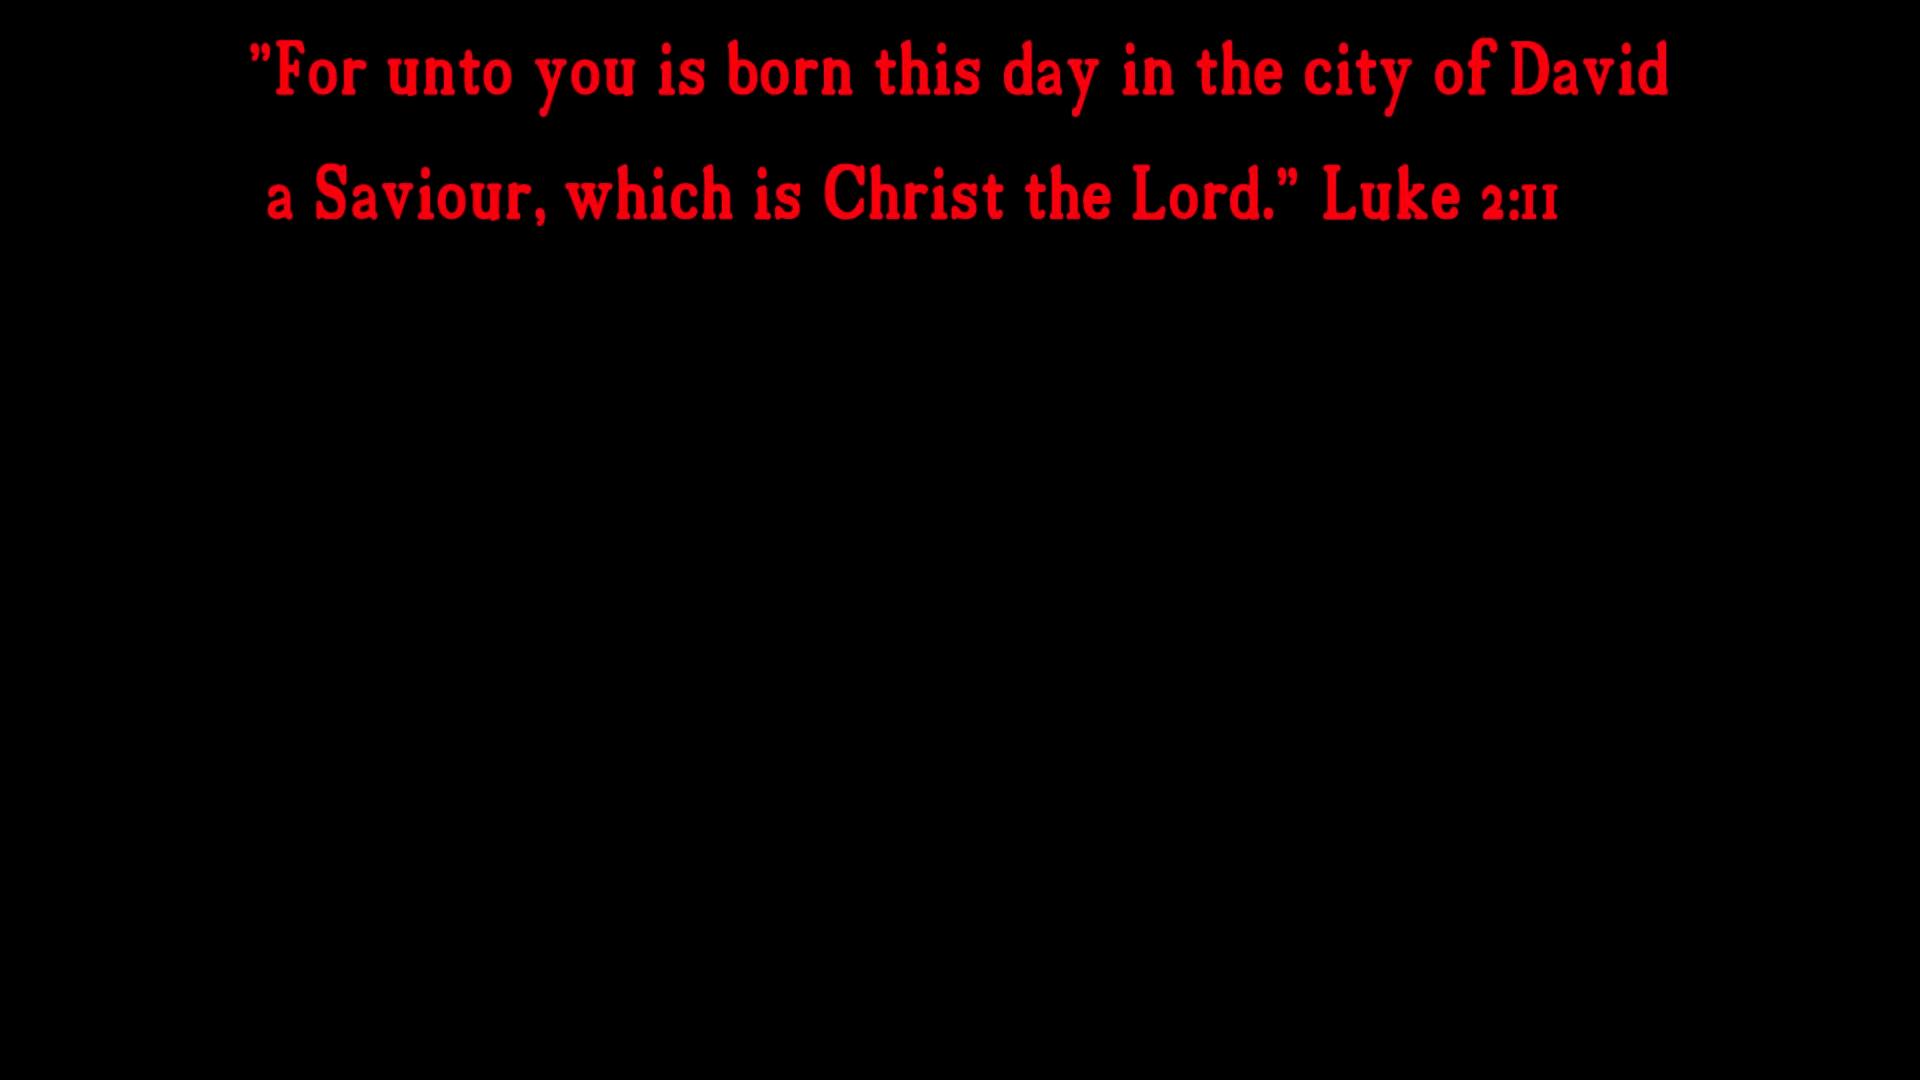 ”For unto you is born this day in the city of David
a Saviour, which is Christ the Lord.” Luke 2:11